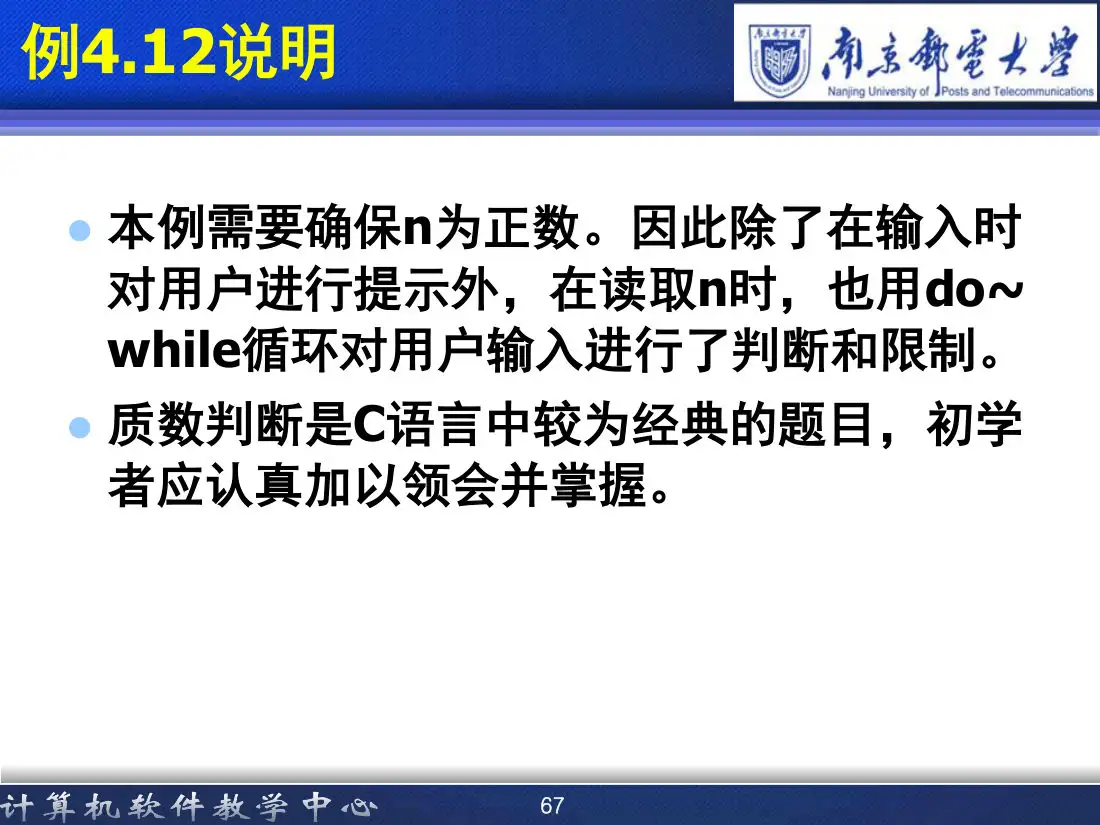 例4.12说明
南京邮电大学
Nanjing University of Posts and Telecommunications
本例需要确保n为正数。因此除了在输入时
对用户进行提示外，在读取n时，也用do~
while循环对用户输入进行了判断和限制。
质数判断是C语言中较为经典的题目，初学
者应认真加以领会并掌握。
计算机软件教学中心
67